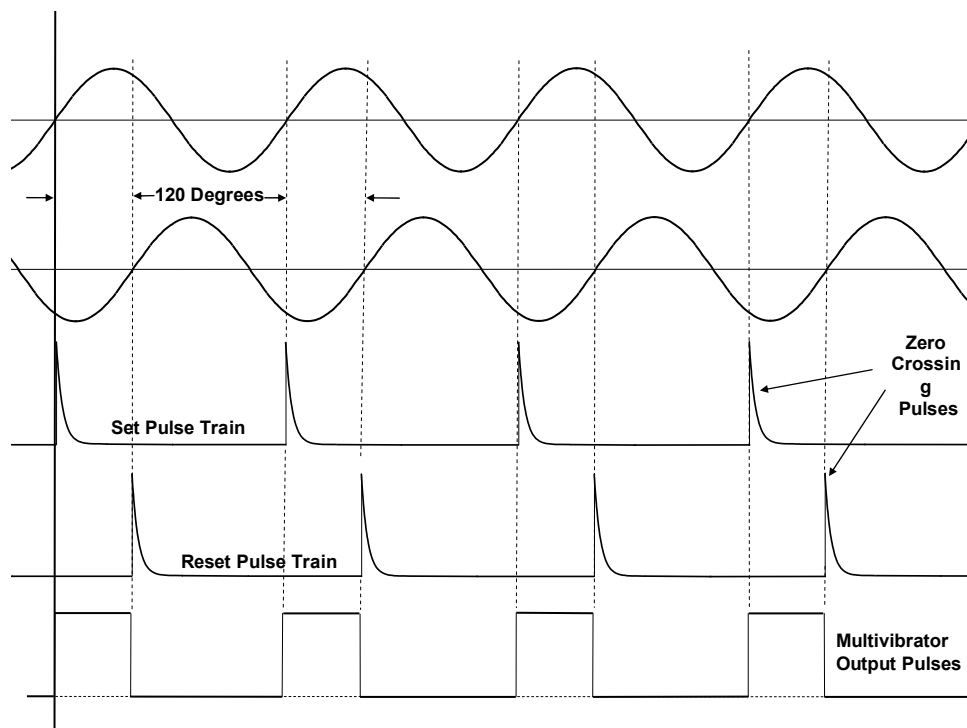 120 Degrees
Zero
Crossin
g
Pulses
Set Pulse Train
Reset Pulse Train
Multivibrator
Output Pulses